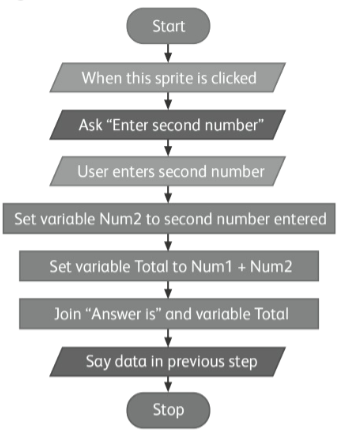 Start
When this sprite is clicked
Ask “Enter second number”
User enters second number
Set variable Num2 to second number entered
Set variable Total to Num1 + Num2
Join “Answer is” and variable Total
Say data in previous step
Stop